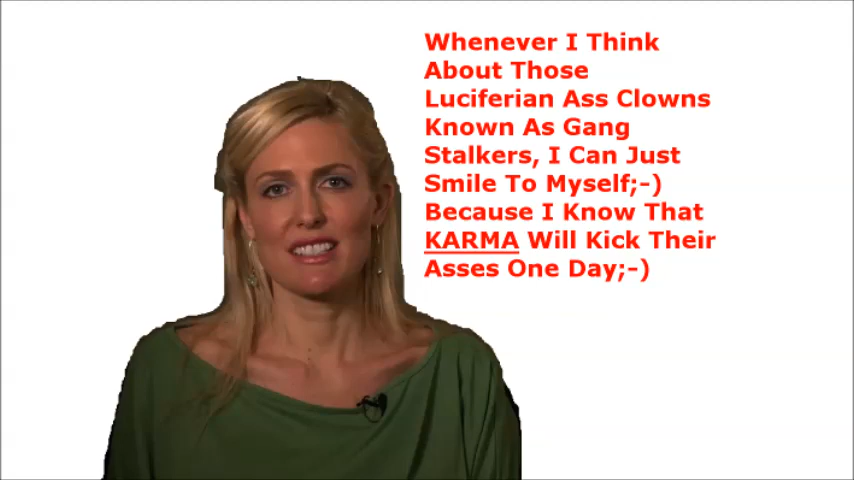 Whenever I Think
About Those
Luciferian Ass Clowns
Known As Gang
Stalkers, I Can Just
Smile To Myself;-)
Because I Know That
KARMA Will Kick Their
Asses One Day;-)